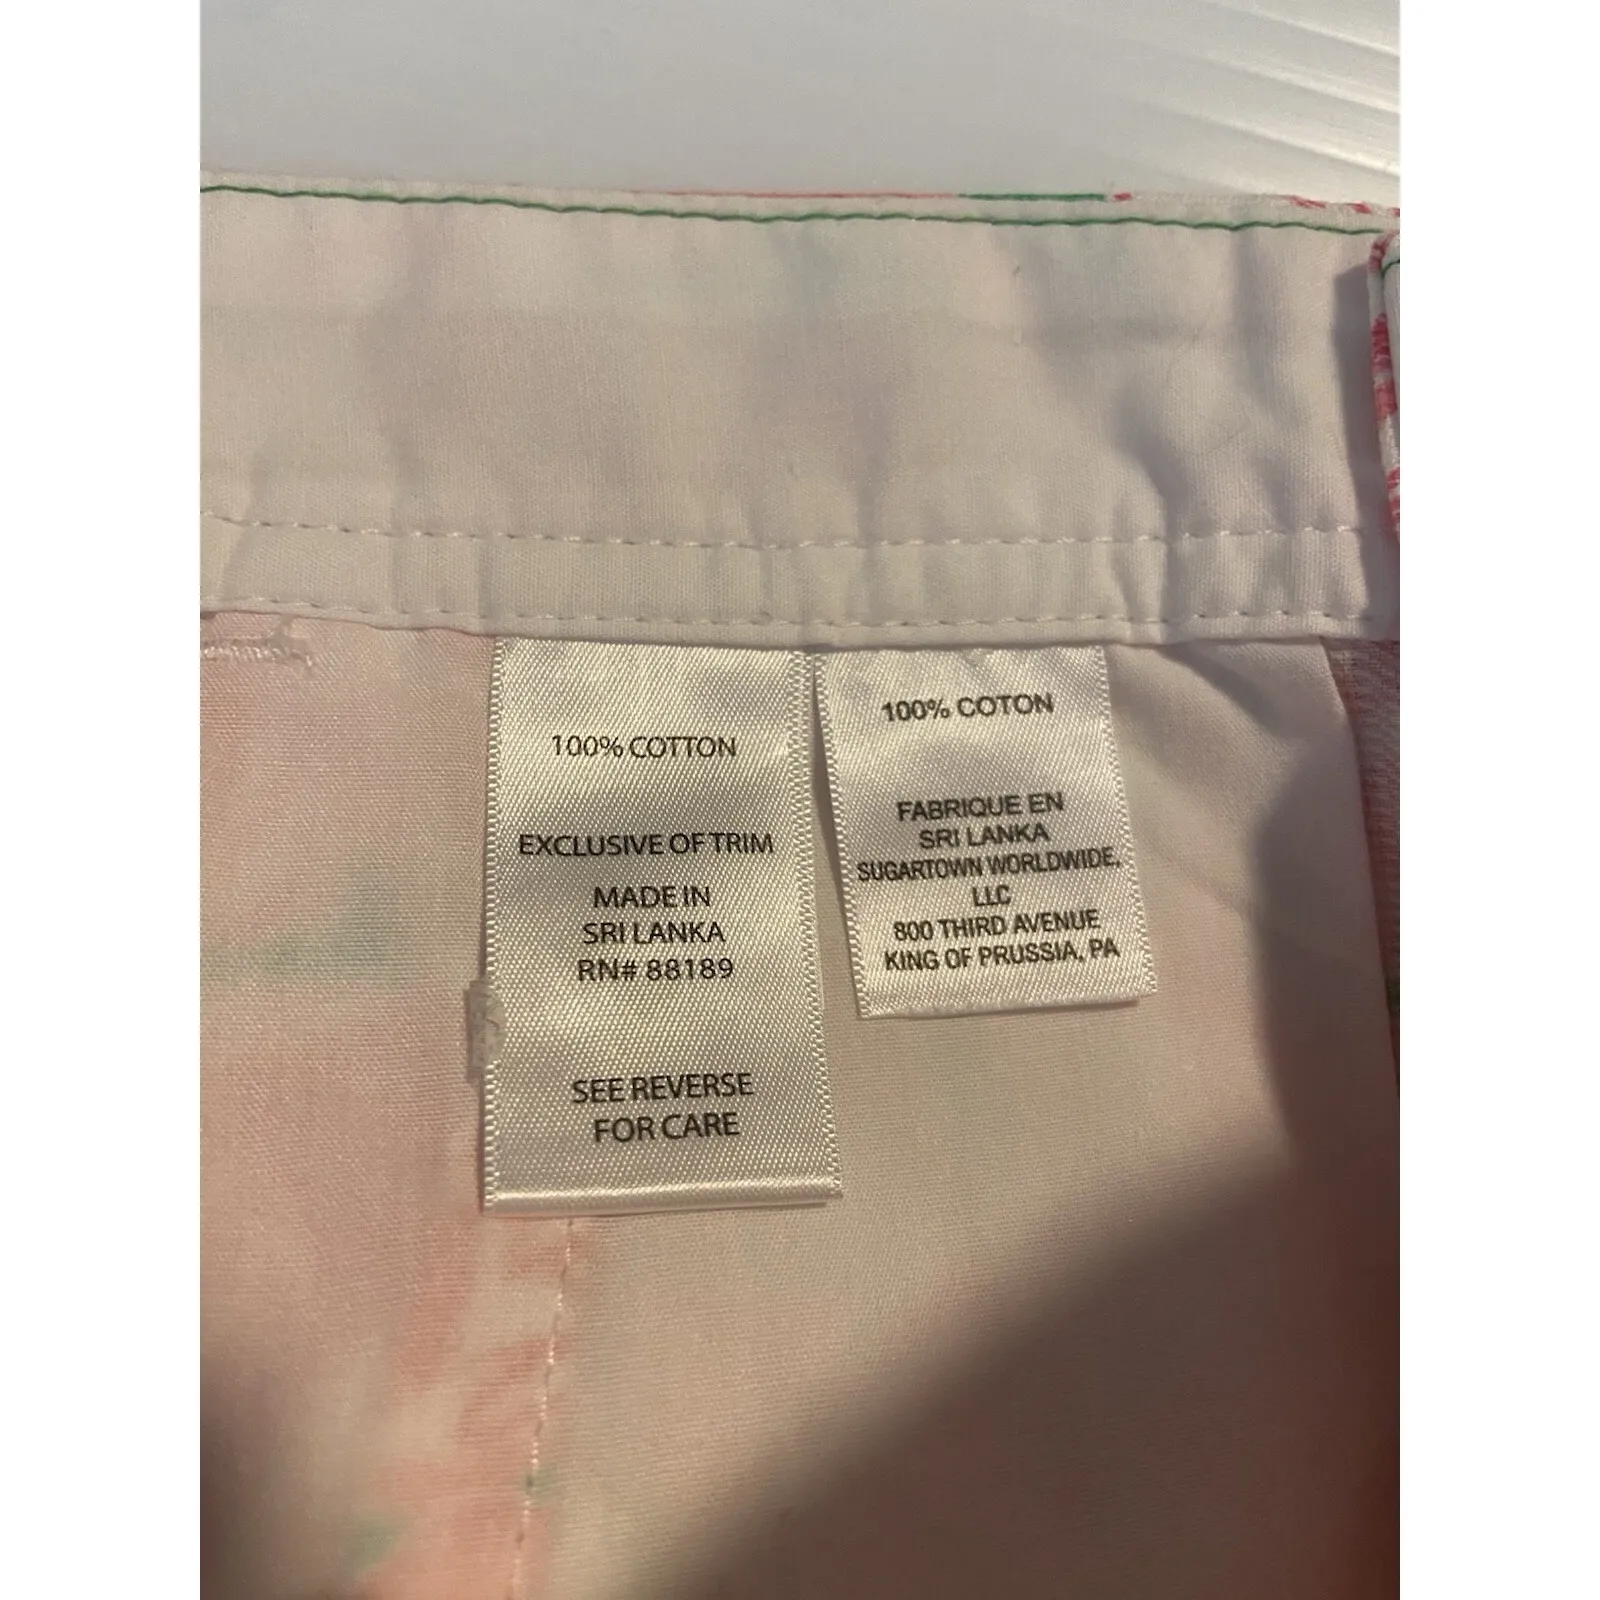 100% COTTON
EXCLUSIVE OF TRIM
MADE IN
SRI LANKA
RN# 88189
SEE REVERSE
FOR CARE
100% COTON
FABRIQUE EN
SRI LANKA
SUGARTOWN WORLDWIDE,
LLC
800 THIRD AVENUE
KING OF PRUSSIA, PA